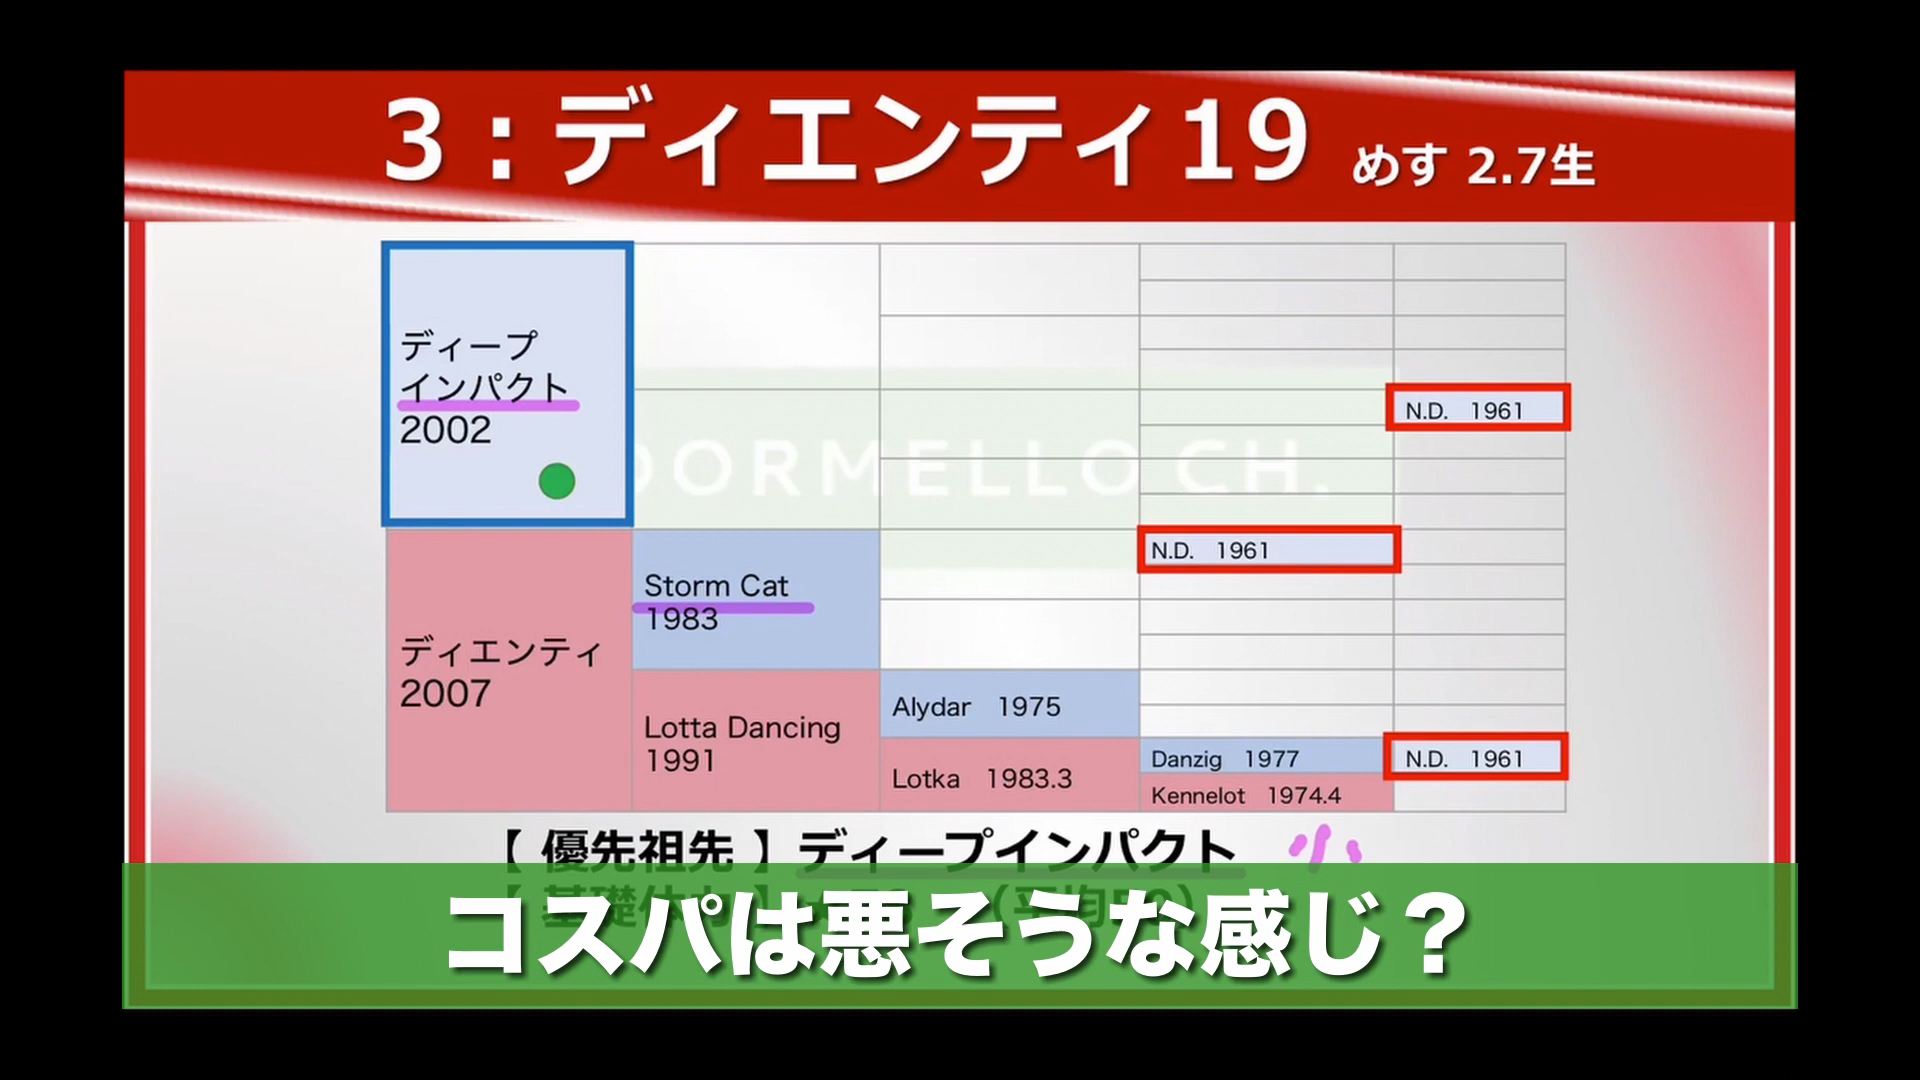 3：ディエンティ19 めす 2.7生
ディープ
インパクト
2002
N.D. 1961
DORMELLO CH.
N.D. 1961
Storm Cat
1983
ディエンティ
2007
Lotta Dancing
1991
Alydar 1975
Lotka 1983.3
Danzig 1977
N.D. 1961
Kennelot 1974.4
【 優先祖先 】ディープインパクト 小
コスパは悪そうな感じ？